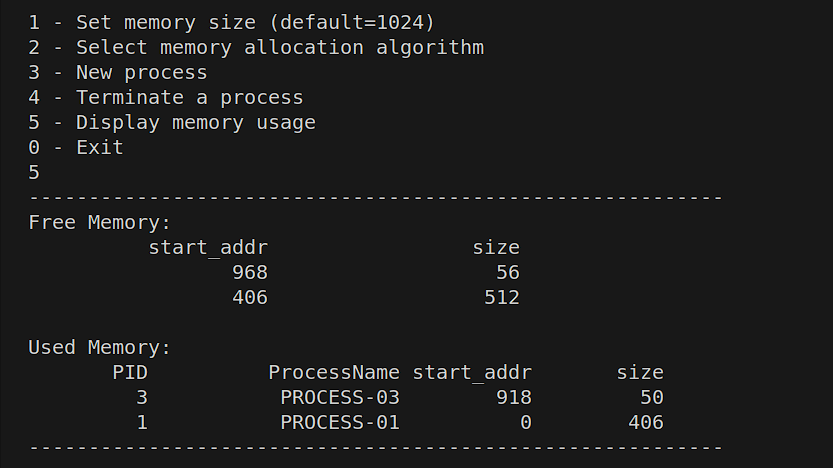 1 - Set memory size (default=1024)
2 - Select memory allocation algorithm
3 - New process
4 - Terminate a process
5 - Display memory usage
0 - Exit
5
----------------------------------------------------------
Free Memory:
          start_addr                 size
                 968                   56
                 406                  512

Used Memory:
       PID          ProcessName start_addr       size
         3           PROCESS-03        918         50
         1           PROCESS-01          0        406
----------------------------------------------------------